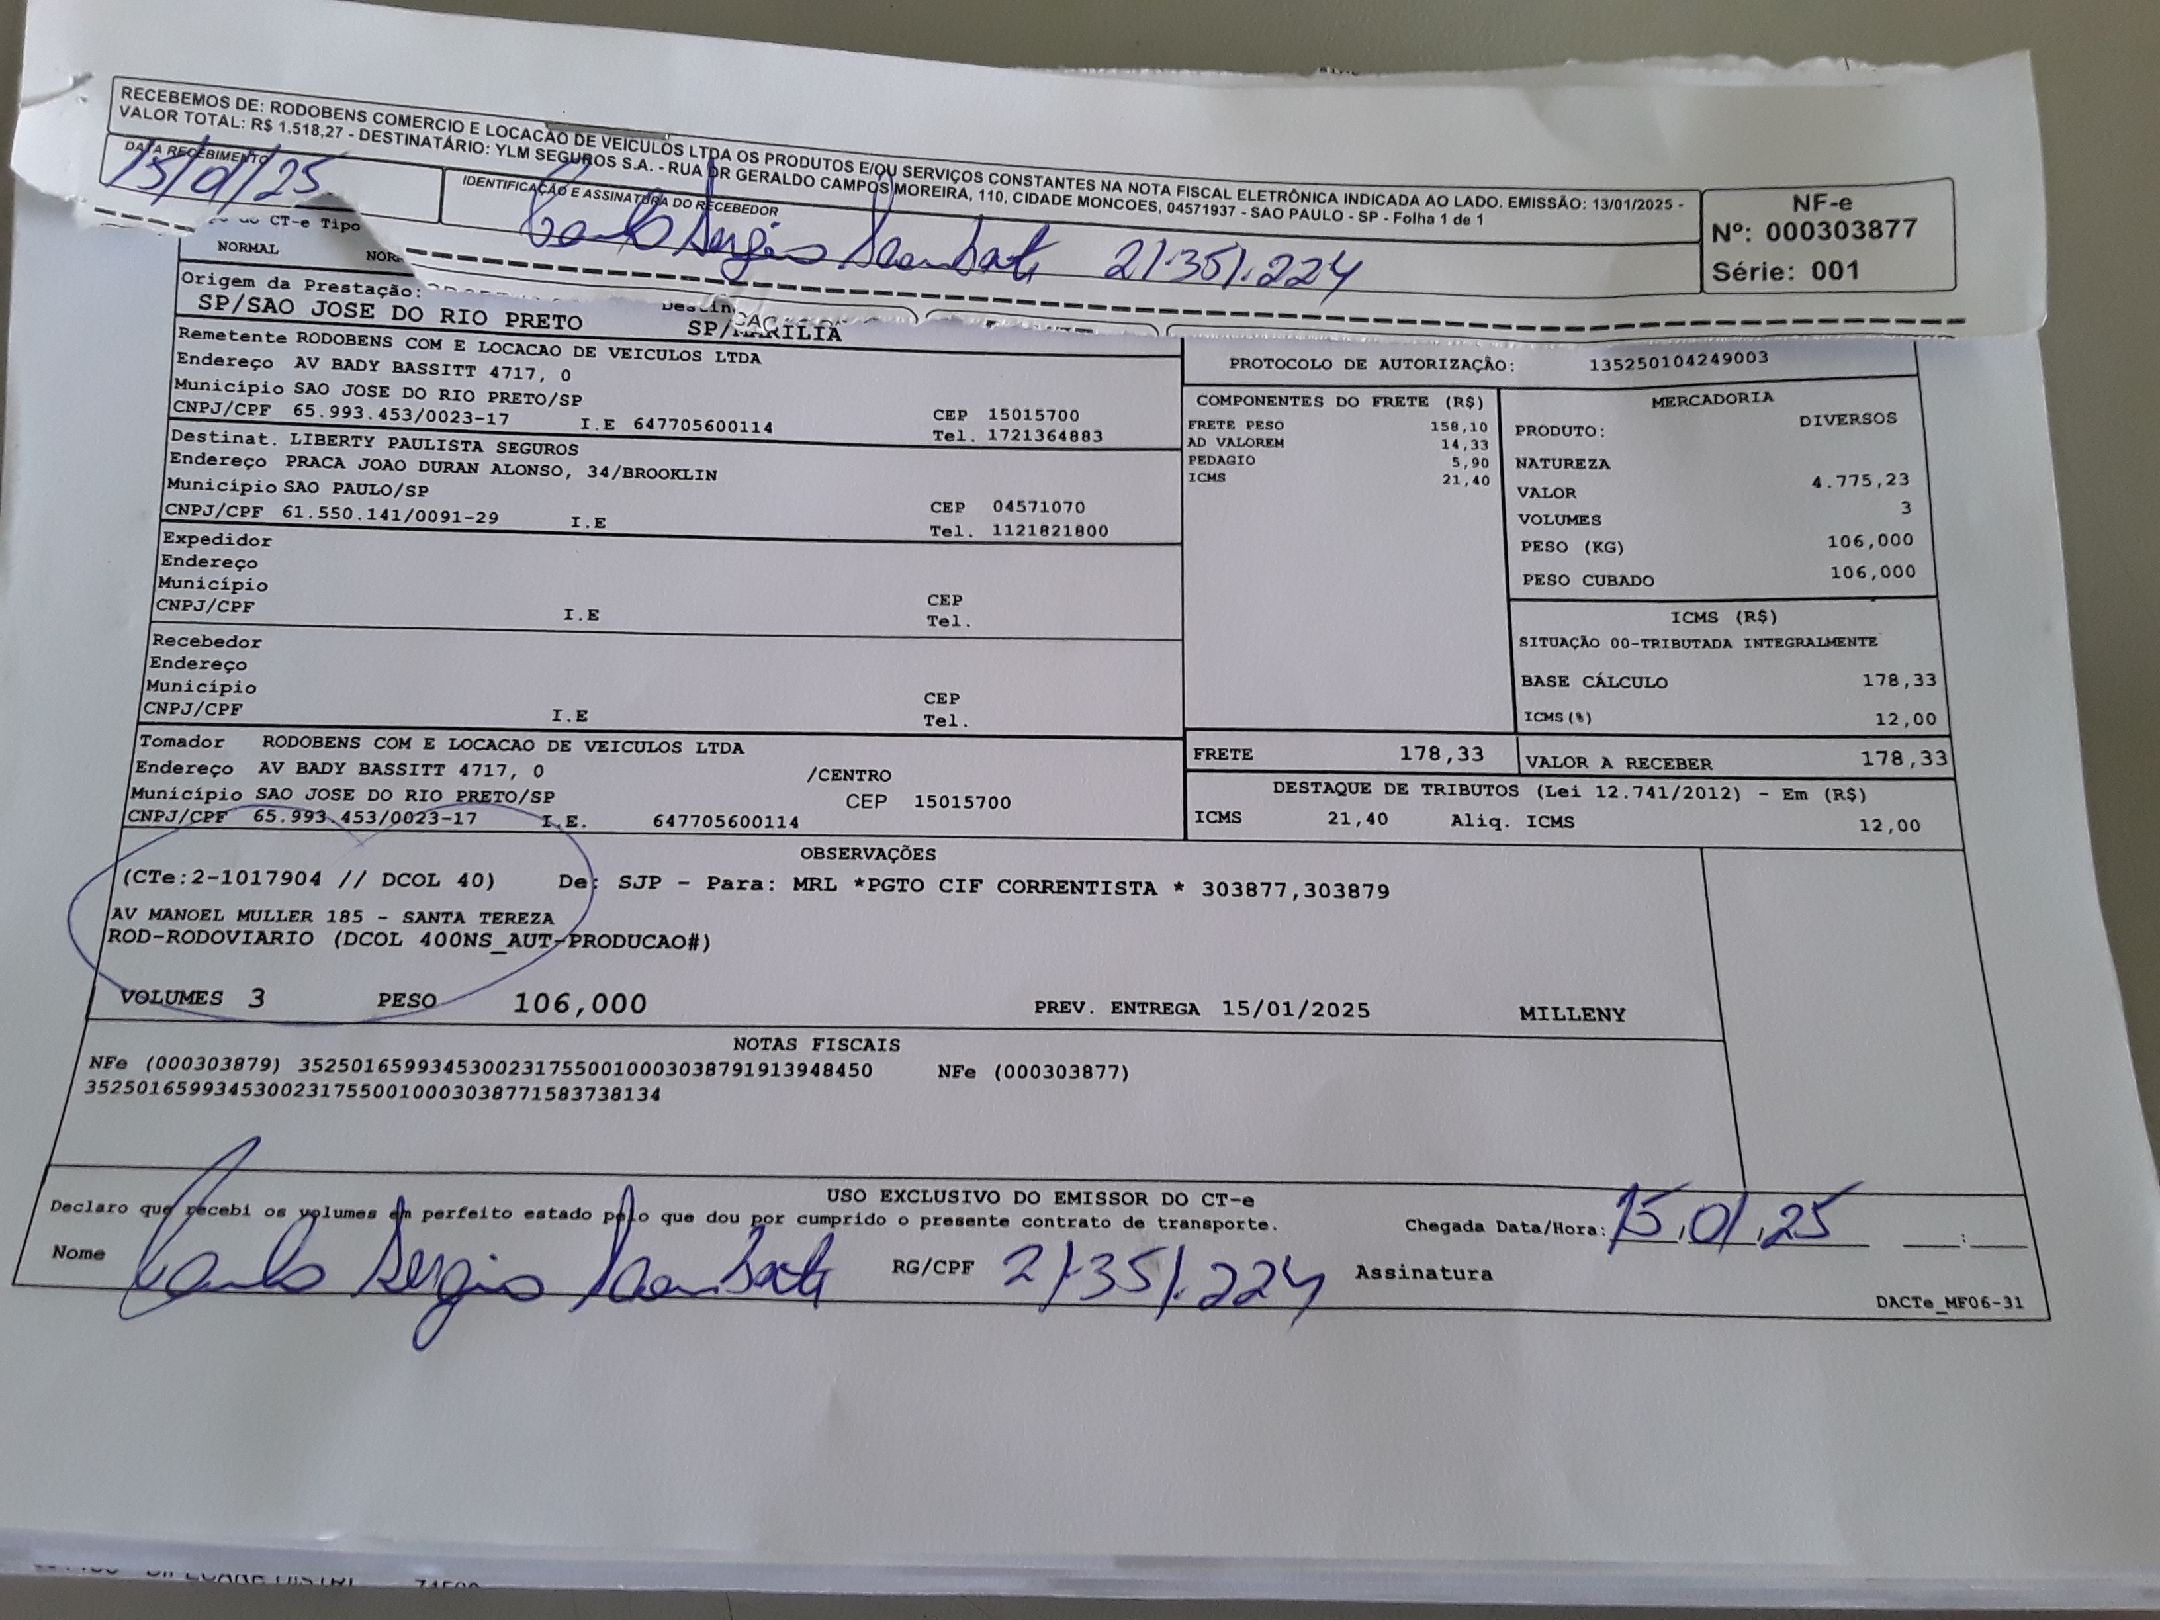 RECEBEMOS DE: RODOBENS COMERCIO E LOCACAO DE VEICULOS LTDA OS PRODUTOS E/OU SERVIÇOS CONSTANTES NA NOTA FISCAL ELETRÔNICA INDICADA AO LADO. EMISSÃO: 13/01/2025 -
VALOR TOTAL: R$ 1.518,27 - DESTINATÁRIO: YLM SEGUROS S.A. - RUA DR GERALDO CAMPOS MOREIRA, 110, CIDADE MONCOES, 04571937 - SAO PAULO - SP - Folha 1 de 1
DATA RECEBIMENTO
15/01/25
IDENTIFICAÇÃO E ASSINATURA DO RECEBEDOR
Sergio 21.351.224
NF-e
Nº: 000303877
Série: 001
do CT-e Tipo
NORMAL
Origem da Prestação:
SP/SAO JOSE DO RIO PRETO
SP/MARILIA
Remetente RODOBENS COM E LOCACAO DE VEICULOS LTDA
Endereço AV BADY BASSITT 4717, 0
Município SAO JOSE DO RIO PRETO/SP
CNPJ/CPF 65.993.453/0023-17 I.E 647705600114
CEP 15015700
Tel. 1721364883
Destinat. LIBERTY PAULISTA SEGUROS
Endereço PRACA JOAO DURAN ALONSO, 34/BROOKLIN
Município SAO PAULO/SP
CNPJ/CPF 61.550.141/0091-29 I.E
CEP 04571070
Tel. 1121821800
Expedidor
Endereço
Município
CNPJ/CPF I.E
CEP
Tel.
Recebedor
Endereço
Município
CNPJ/CPF I.E
CEP
Tel.
Tomador RODOBENS COM E LOCACAO DE VEICULOS LTDA
Endereço AV BADY BASSITT 4717, 0 /CENTRO
Município SAO JOSE DO RIO PRETO/SP CEP 15015700
CNPJ/CPF 65.993.453/0023-17 I.E. 647705600114
PROTOCOLO DE AUTORIZAÇÃO: 135250104249003
COMPONENTES DO FRETE (R$)
FRETE PESO 158,10
AD VALOREM 14,33
PEDAGIO 5,90
ICMS 21,40
MERCADORIA
PRODUTO: DIVERSOS
NATUREZA
VALOR 4.775,23
VOLUMES 3
PESO (KG) 106,000
PESO CUBADO 106,000
ICMS (R$)
SITUAÇÃO 00-TRIBUTADA INTEGRALMENTE
BASE CÁLCULO 178,33
ICMS(%) 12,00
FRETE 178,33
VALOR A RECEBER 178,33
DESTAQUE DE TRIBUTOS (Lei 12.741/2012) - Em (R$)
ICMS 21,40 Aliq. ICMS 12,00
OBSERVAÇÕES
(CTe:2-1017904 // DCOL 40) De: SJP - Para: MRL *PGTO CIF CORRENTISTA * 303877,303879
AV MANOEL MULLER 185 - SANTA TEREZA
ROD-RODOVIARIO (DCOL 400NS_AUT-PRODUCAO#)
VOLUMES 3 PESO 106,000 PREV. ENTREGA 15/01/2025 MILLENY
NOTAS FISCAIS
NFe (000303879) 35250165993453002317550010003038791913948450 NFe (000303877)
35250165993453002317550010003038771583738134
USO EXCLUSIVO DO EMISSOR DO CT-e
Declaro que recebi os volumes em perfeito estado pelo que dou por cumprido o presente contrato de transporte.
Chegada Data/Hora: 15.01.25 :
Nome Sergio RG/CPF 21.351.224 Assinatura
DACTe_MF06-31